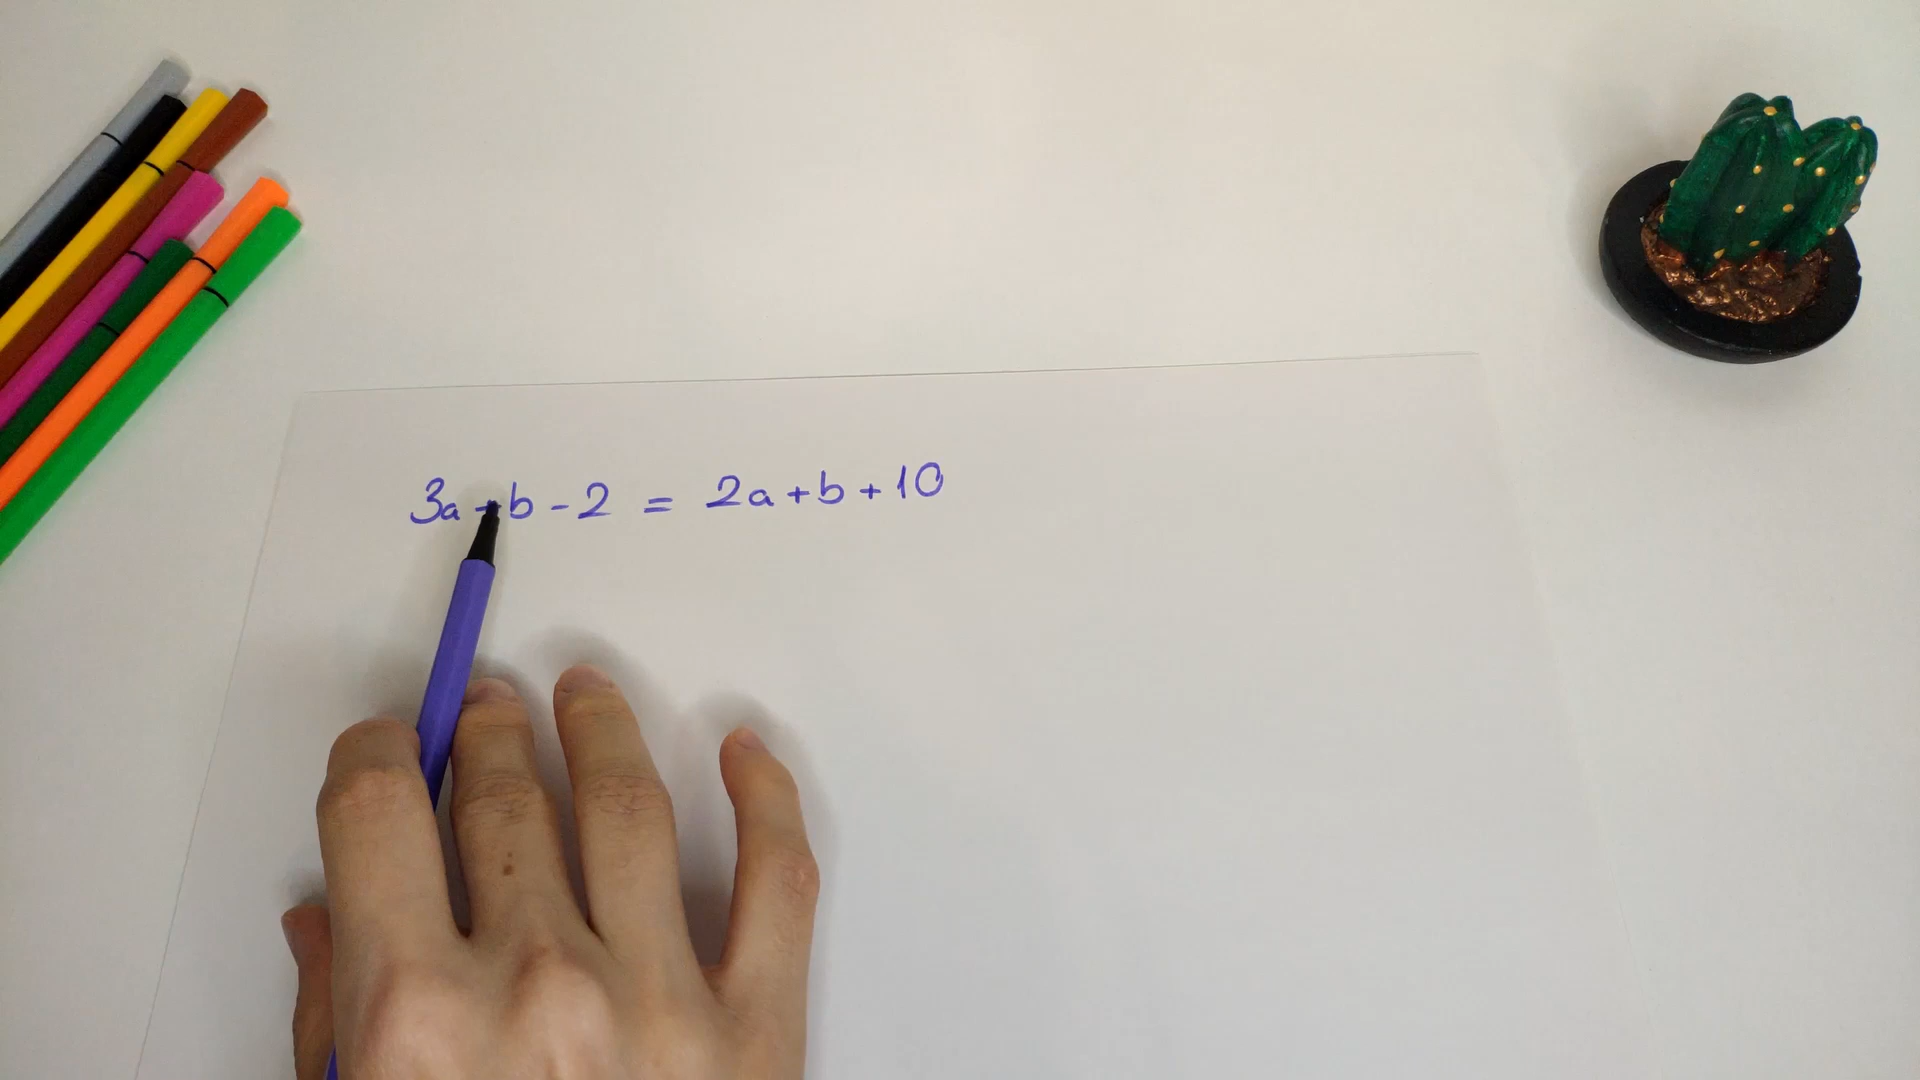 3a + b - 2 = 2a + b + 10